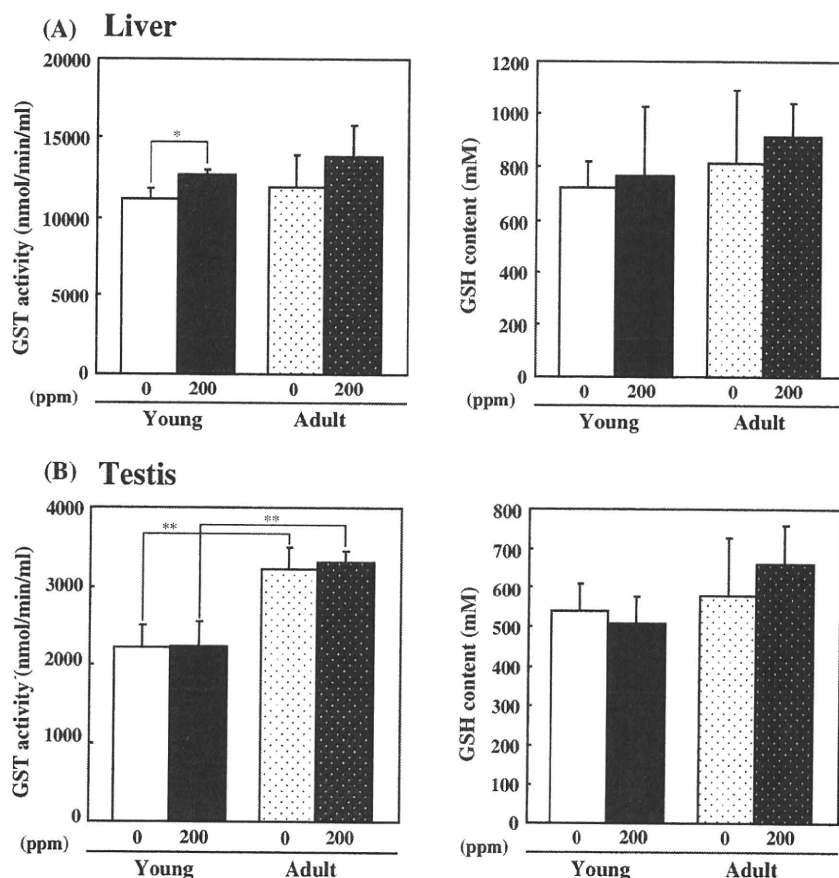 (A) Liver
GST activity (nmol/min/ml)
20000
15000
10000
5000
0
*
0 200 0 200
(ppm)
Young Adult
GSH content (mM)
1200
1000
800
600
400
200
0
0 200 0 200
(ppm)
Young Adult
(B) Testis
GST activity (nmol/min/ml)
4000
3000
2000
1000
0
** **
0 200 0 200
(ppm)
Young Adult
GSH content (mM)
800
700
600
500
400
300
200
100
0
0 200 0 200
(ppm)
Young Adult